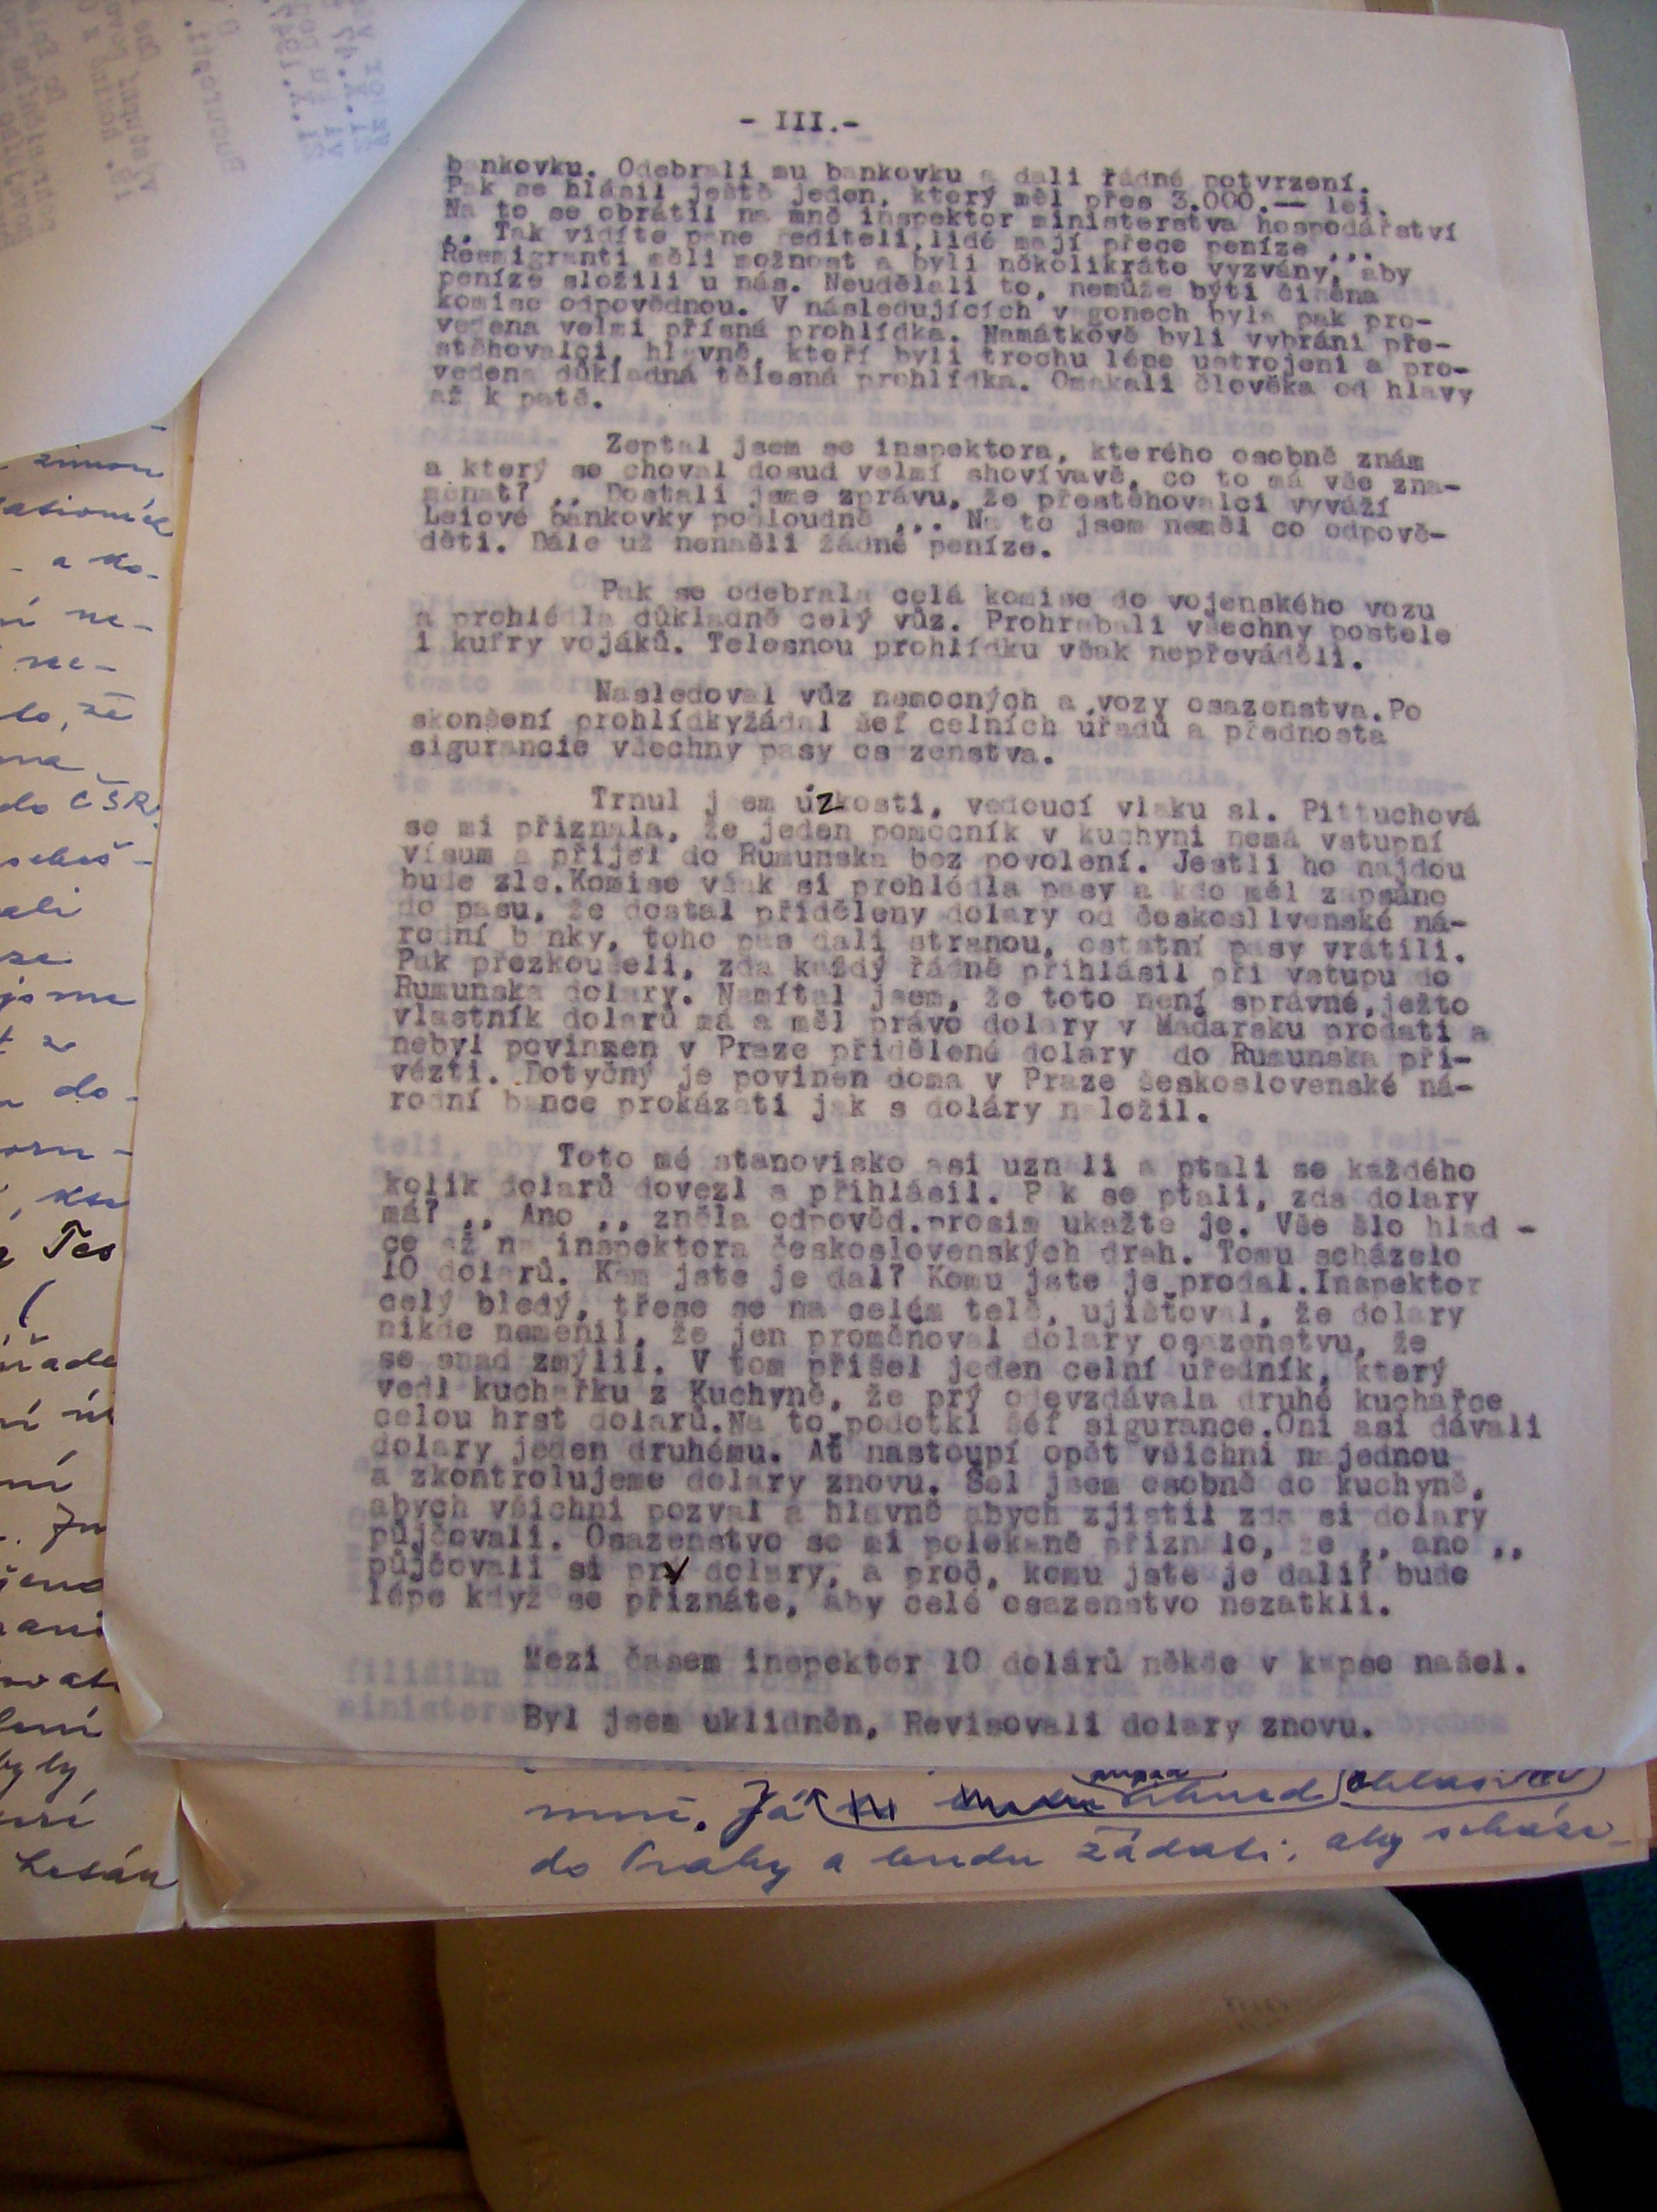 - III.-
bankovku. Odebrali mu bankovku a dali řádné potvrzení.
Pak se hlásil ještě jeden, který měl přes 3.000.— lei.
Na to se obrátil na mně inspektor ministerstva hospodářství
,, Tak vidíte pane řediteli,lidé mají přece peníze ,,.
Reemigranti měli možnost a byli několikráte vyzvány, aby
peníze složili u nás. Neudělali to, nemůže býti činěna
komise odpovědnou. V následujících vagonech byla pak pro-
vedena velmi přísná prohlídka. Namátkově byli vybráni pře-
stěhovalci, hlavně, kteří byli trochu lépe ustrojeni a pro-
vedena důkladná tělesná prohlídka. Omakali člověka od hlavy
až k patě.
Zeptal jsem se inspektora, kterého osobně znám
a který se choval dosud velmi shovívavě, co to má vše zna-
menat? ,, Dostali jsme zprávu, že přestěhovalci vyváží
Leiové bankovky podloudně ,,. Na to jsem neměl co odpově-
děti. Dále už nenašli žádné peníze.
Pak se odebrala celá komise do vojenského vozu
a prohlédla důkladně celý vůz. Prohrabali všechny postele
i kufry vojáků. Telesnou prohlídku však nepřeváděli.
Nasledoval vůz nemocných a vozy osazenstva.Po
skončení prohlídkyžádal šéf celních úřadů a přednosta
sigurancie všechny pasy osazenstva.
Trnul jsem úzkostí, vedoucí vlaku sl. Pittuchová
se mi přiznala, že jeden pomocník v kuchyni nemá vstupní
vísum a přijel do Rumunska bez povolení. Jestli ho najdou
bude zle.Komise však si prohlédla pasy a kdo měl zapsáno
do pasu, že dostal přiděleny dolary od českosllvenské ná-
rodní banky, toho pas dali stranou, ostatní pasy vrátili.
Pak přezkoušeli, zda každý řádně přihlásil při vstupu do
Rumunska dolary. Namítal jsem, že toto není správné,ježto
vlastník dolarů má a měl právo dolary v Maďarsku prodati a
nebyl povinnen v Praze přidělené dolary do Rumunska při-
vézti. Dotyčný je povinen doma v Praze československé ná-
rodní bance prokázati jak s doláry naložil.
Toto mé stanovisko asi uznali a ptali se každého
kolik dolarů dovezl a přihlásil. Pak se ptali, zda dolary
má? ,, Ano ,, zněla odpověd.prosim ukažte je. Vše šlo hlad -
ce až na inspektora československých drah. Tomu scházelo
10 dolarů. Kam jste je dal? Komu jste je prodal.Inspektor
celý bledý, třese se na celém tele, ujišťoval, že dolary
nikde neměnil, že jen proměňoval dolary osazenstvu, že
se snad zmýlil. V tom přišel jeden celní úředník, který
vedl kuchařku z Kuchyně, že prý odevzdávala druhé kuchařce
celou hrst dolarů.Na to podotkl šéf sigurance.Oni asi dávali
dolary jeden druhému. Ať nastoupí opět všichni najednou
a zkontrolujeme dolary znovu. Šel jsem osobně do kuchyně,
abych všichni pozval a hlavně abych zjistil zda si dolary
půjčovali. Osazenstvo se mi polekaně přiznalo, že ,, ano ,,
půjčovali si prv dolary, a proč, komu jste je dali? bude
lépe když se přiznáte, aby celé osazenstvo nezatkli.
Mezi časem inspektor 10 dolárů někde v kapse našel.
Byl jsem uklidněn, Revisovali dolary znovu.
mně. Já ihned
do Prahy a budu žádati, aby